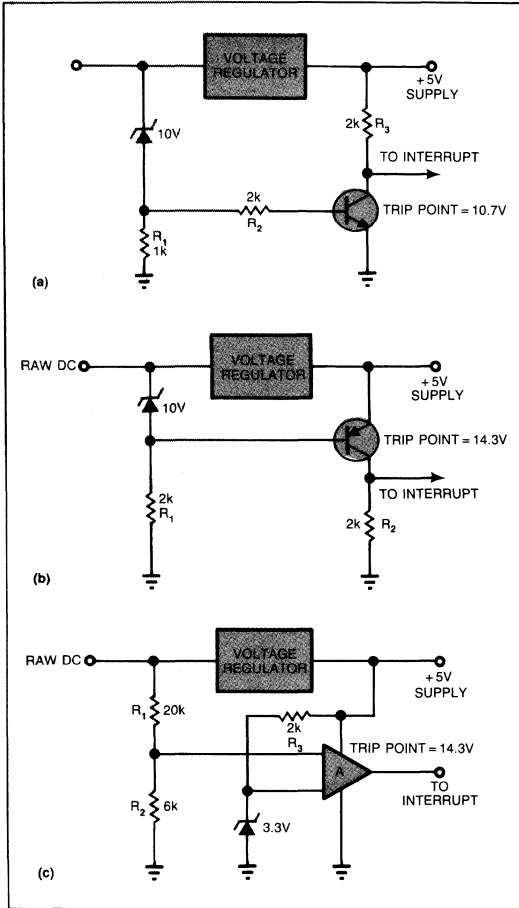 VOLTAGE
REGULATOR
+5V
SUPPLY
10V
2k
R3
TO INTERRUPT
2k
R2
TRIP POINT = 10.7V
R1
1k
(a)
RAW DC
VOLTAGE
REGULATOR
+5V
SUPPLY
10V
TRIP POINT = 14.3V
TO INTERRUPT
2k
R1
2k
R2
(b)
RAW DC
VOLTAGE
REGULATOR
+5V
SUPPLY
R1
20k
2k
R3
TRIP POINT = 14.3V
A
TO
INTERRUPT
R2
6k
3.3V
(c)